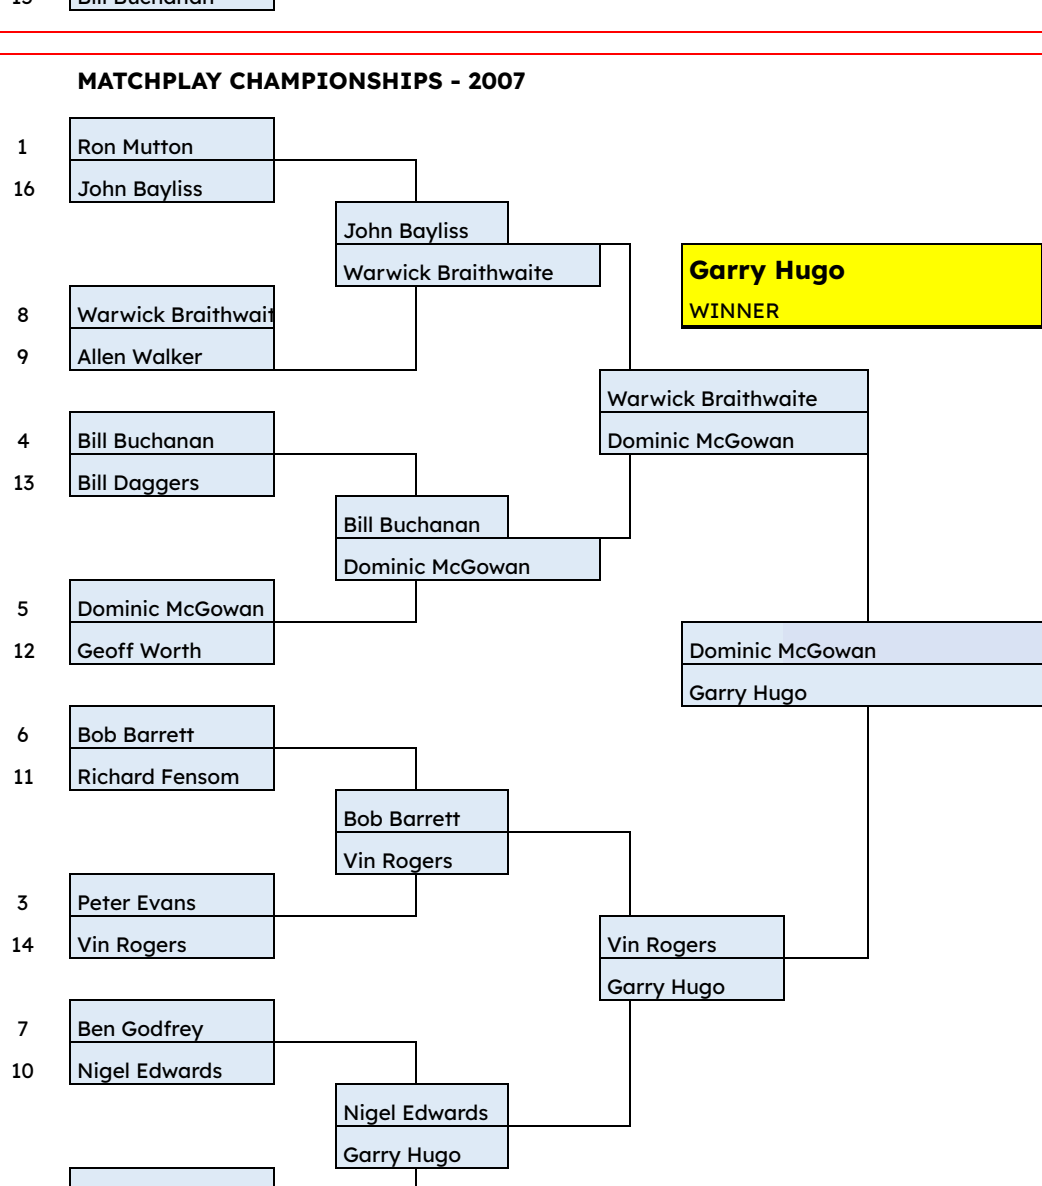 15 Bill Buchanan
MATCHPLAY CHAMPIONSHIPS - 2007
1 Ron Mutton
16 John Bayliss
John Bayliss
Warwick Braithwaite
Garry Hugo
WINNER
8 Warwick Braithwait
9 Allen Walker
Warwick Braithwaite
Dominic McGowan
4 Bill Buchanan
13 Bill Daggers
Bill Buchanan
Dominic McGowan
5 Dominic McGowan
12 Geoff Worth
Dominic McGowan
Garry Hugo
6 Bob Barrett
11 Richard Fensom
Bob Barrett
Vin Rogers
3 Peter Evans
14 Vin Rogers
Vin Rogers
Garry Hugo
7 Ben Godfrey
10 Nigel Edwards
Nigel Edwards
Garry Hugo